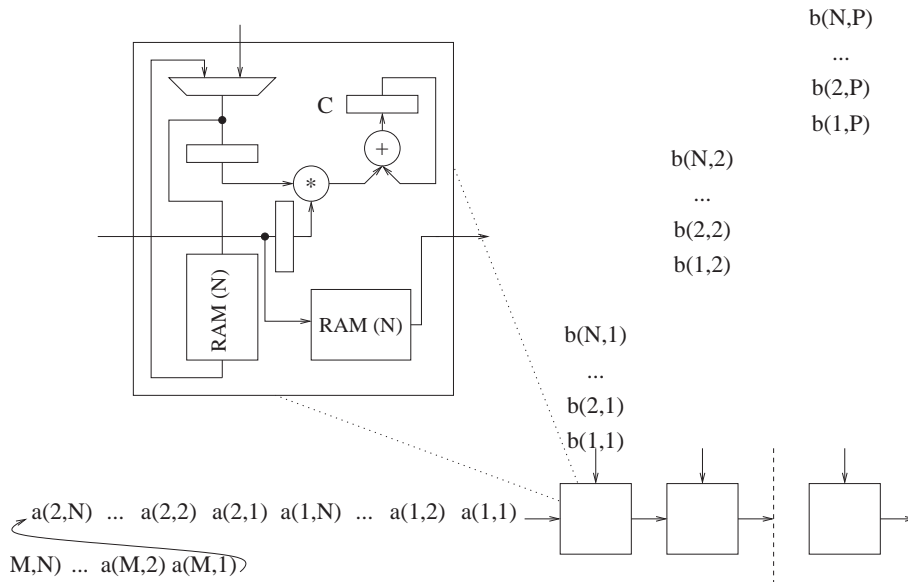 b(N,P)
...
b(2,P)
b(1,P)
C
+
b(N,2)
...
b(2,2)
b(1,2)
*
RAM (N)
RAM (N)
b(N,1)
...
b(2,1)
b(1,1)
a(2,N) ... a(2,2) a(2,1) a(1,N) ... a(1,2) a(1,1)
M,N) ... a(M,2) a(M,1)